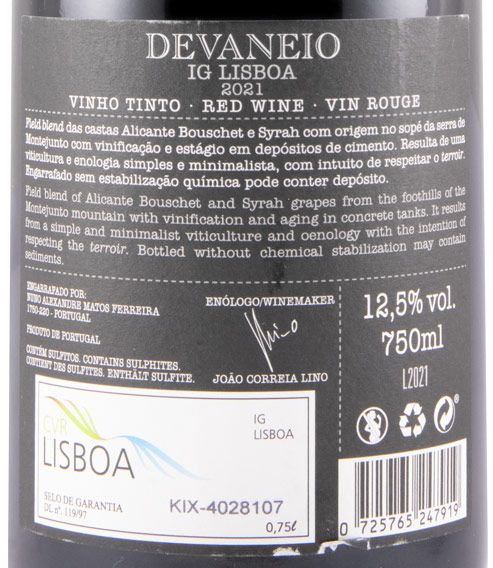 DEVANEIO
IG LISBOA
2021
VINHO TINTO · RED WINE · VIN ROUGE
Field blend das castas Alicante Bouschet e Syrah com origem no sopé da serra de
Montejunto com vinificação e estágio em depósitos de cimento. Resulta de uma
viticultura e enologia simples e minimalista, com intuito de respeitar o terroir.
Engarrafado sem estabilização química pode conter depósito.
Field blend of Alicante Bouschet and Syrah grapes from the foothills of the
Montejunto mountain with vinification and aging in concrete tanks. It results
from a simple and minimalist viticulture and oenology with the intention of
respecting the terroir. Bottled without chemical stabilization may contain
sediments.
ENGARRAFADO POR:
NUNO ALEXANDRE MATOS FERREIRA
1750-220 - PORTUGAL
PRODUTO DE PORTUGAL
CONTÉM SULFITOS. CONTAINS SULPHITES.
CONTIENT DES SULFITES. ENTHÄLT SULFITE.
ENÓLOGO/WINEMAKER
JOÃO CORREIA LINO
12,5% vol.
750ml
L2021
CVR
LISBOA
IG
LISBOA
SELO DE GARANTIA
DL nº. 119/97
KIX-4028107
0,75ℓ
0 725765 247919